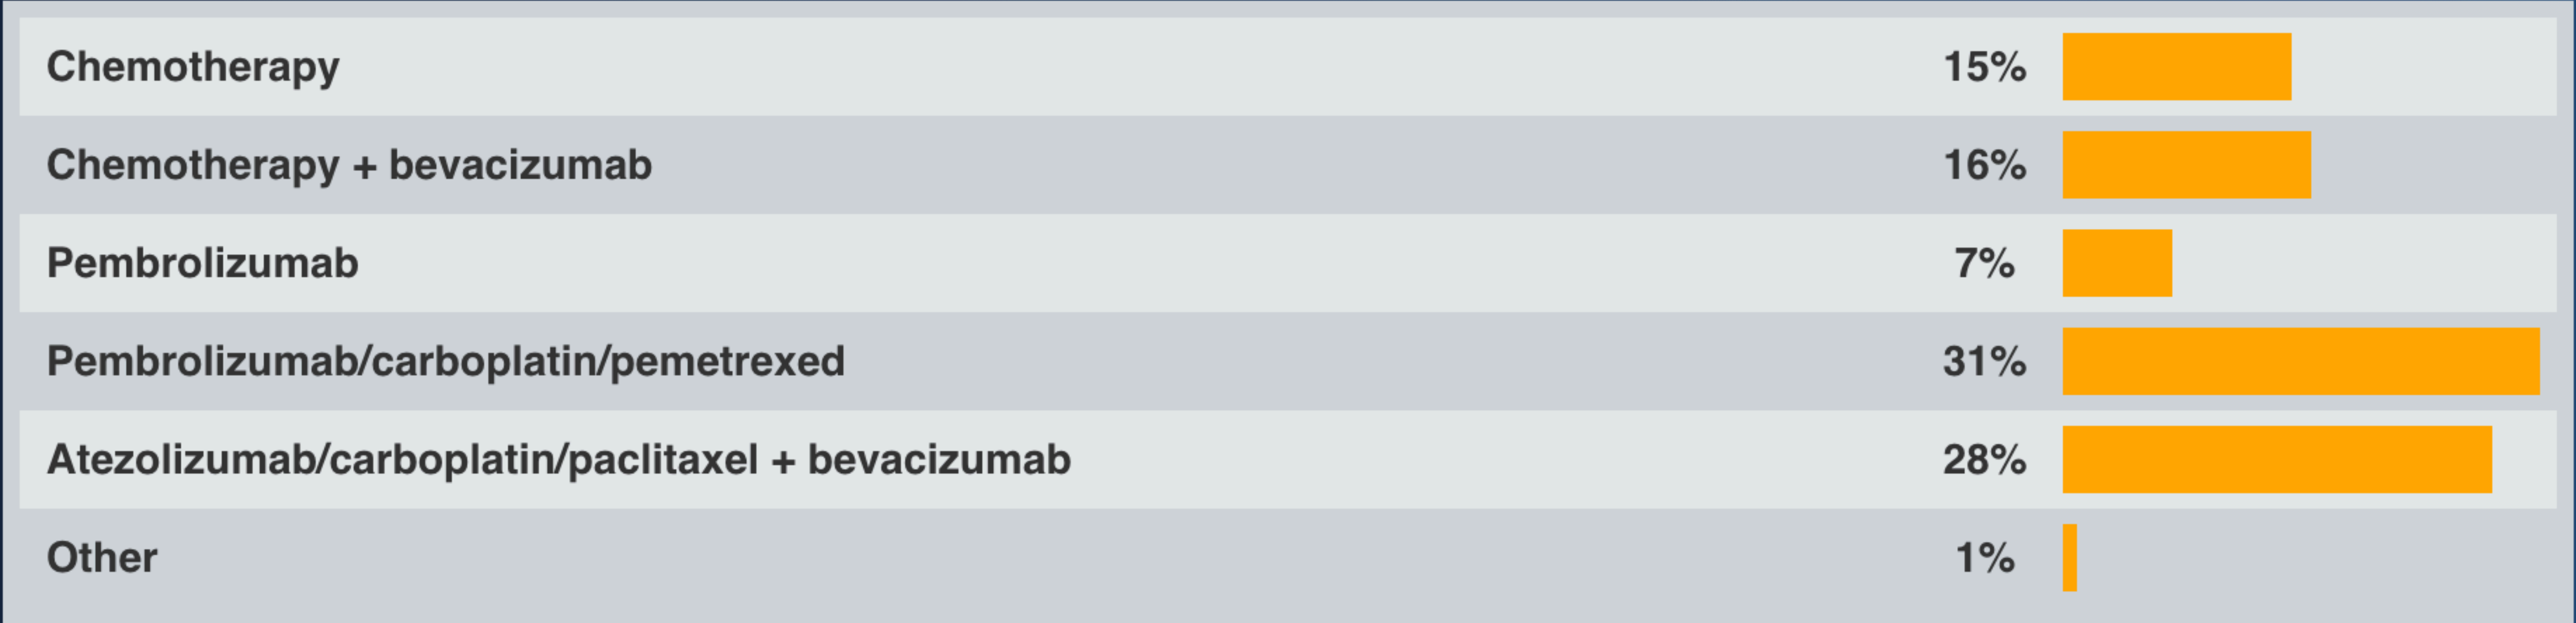 Chemotherapy 15%
Chemotherapy + bevacizumab 16%
Pembrolizumab 7%
Pembrolizumab/carboplatin/pemetrexed 31%
Atezolizumab/carboplatin/paclitaxel + bevacizumab 28%
Other 1%